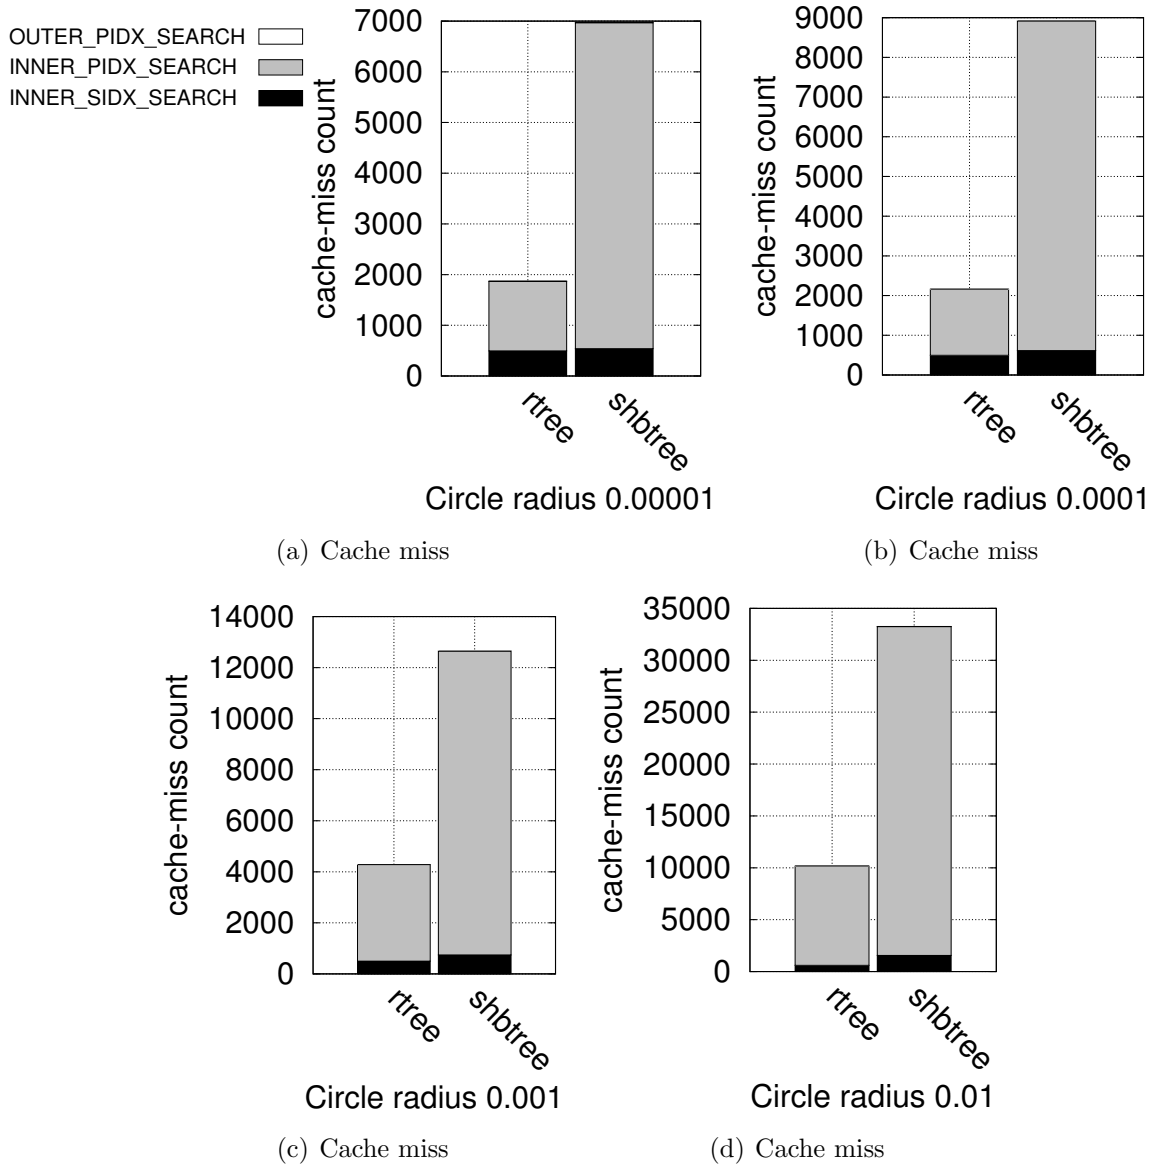 OUTER_PIDX_SEARCH
INNER_PIDX_SEARCH
INNER_SIDX_SEARCH
cache-miss count
7000
6000
5000
4000
3000
2000
1000
0
rtree
shbtree
Circle radius 0.00001
(a) Cache miss
cache-miss count
9000
8000
7000
6000
5000
4000
3000
2000
1000
0
rtree
shbtree
Circle radius 0.0001
(b) Cache miss
cache-miss count
14000
12000
10000
8000
6000
4000
2000
0
rtree
shbtree
Circle radius 0.001
(c) Cache miss
cache-miss count
35000
30000
25000
20000
15000
10000
5000
0
rtree
shbtree
Circle radius 0.01
(d) Cache miss